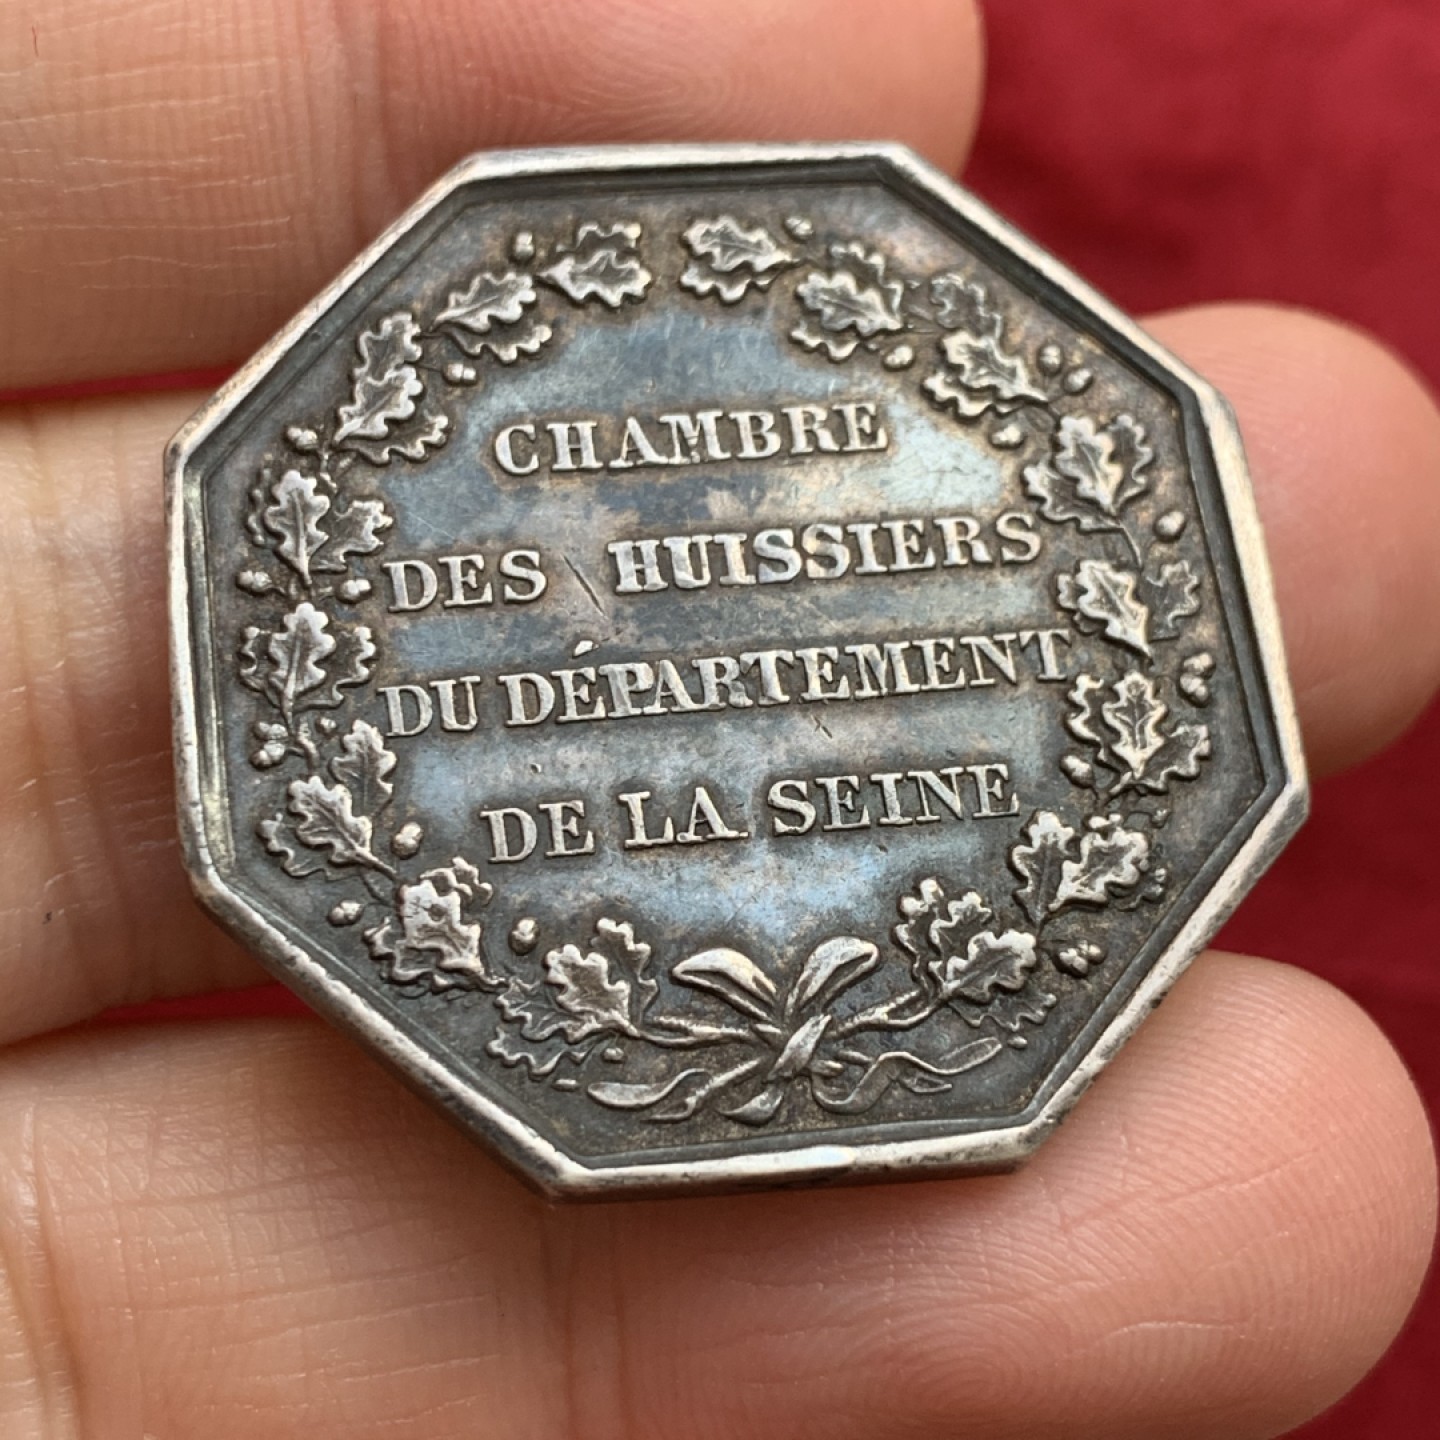 CHAMBRE
DES HUISSIERS
DU DÉPARTEMENT
DE LA SEINE